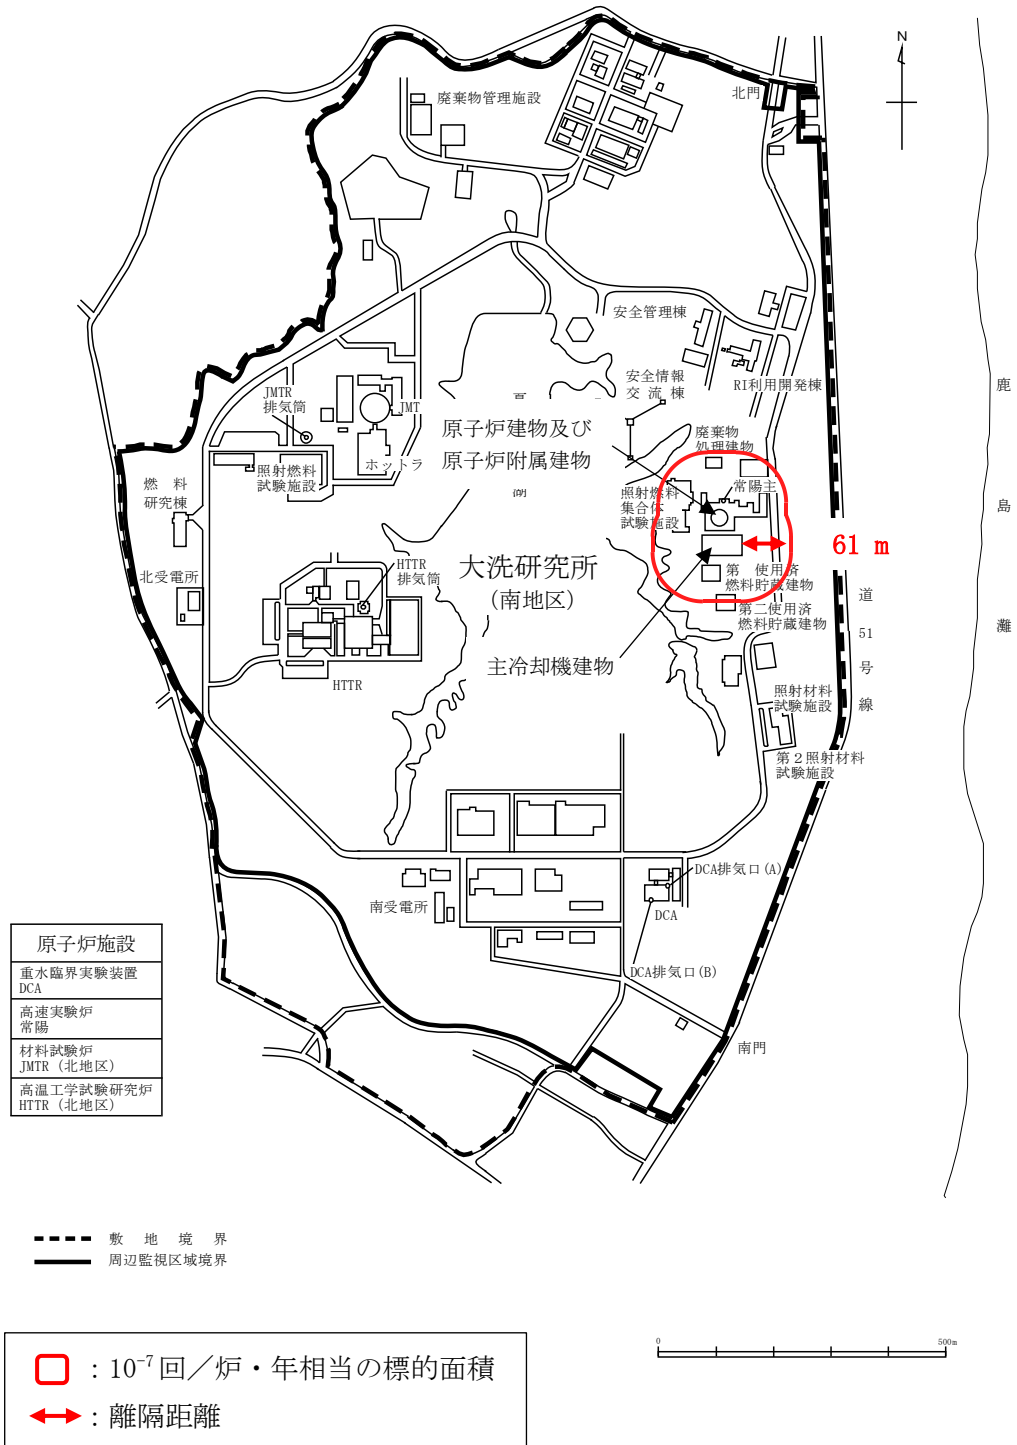 N
北門
廃棄物管理施設
安全管理棟
安全情報
交流棟
RI利用開発棟
鹿
島
灘
JMTR
排気筒
JMT
夏
原子炉建物及び
原子炉附属建物
廃棄物
処理建物
ホットラ
照射燃料
試験施設
湖
燃料
研究棟
照射燃料
集合体
試験施設
常陽主
61 m
北受電所
HTTR
排気筒
大洗研究所
(南地区)
第 使用済
燃料貯蔵建物
第二使用済
燃料貯蔵建物
道
51
号
線
主冷却機建物
HTTR
照射材料
試験施設
第2照射材料
試験施設
DCA排気口(A)
南受電所
DCA
DCA排気口(B)
南門
原子炉施設
重水臨界実験装置
DCA
高速実験炉
常陽
材料試験炉
JMTR (北地区)
高温工学試験研究炉
HTTR (北地区)
敷地境界
周辺監視区域境界
0 500m
:10⁻⁷回/炉・年相当の標的面積
:離隔距離